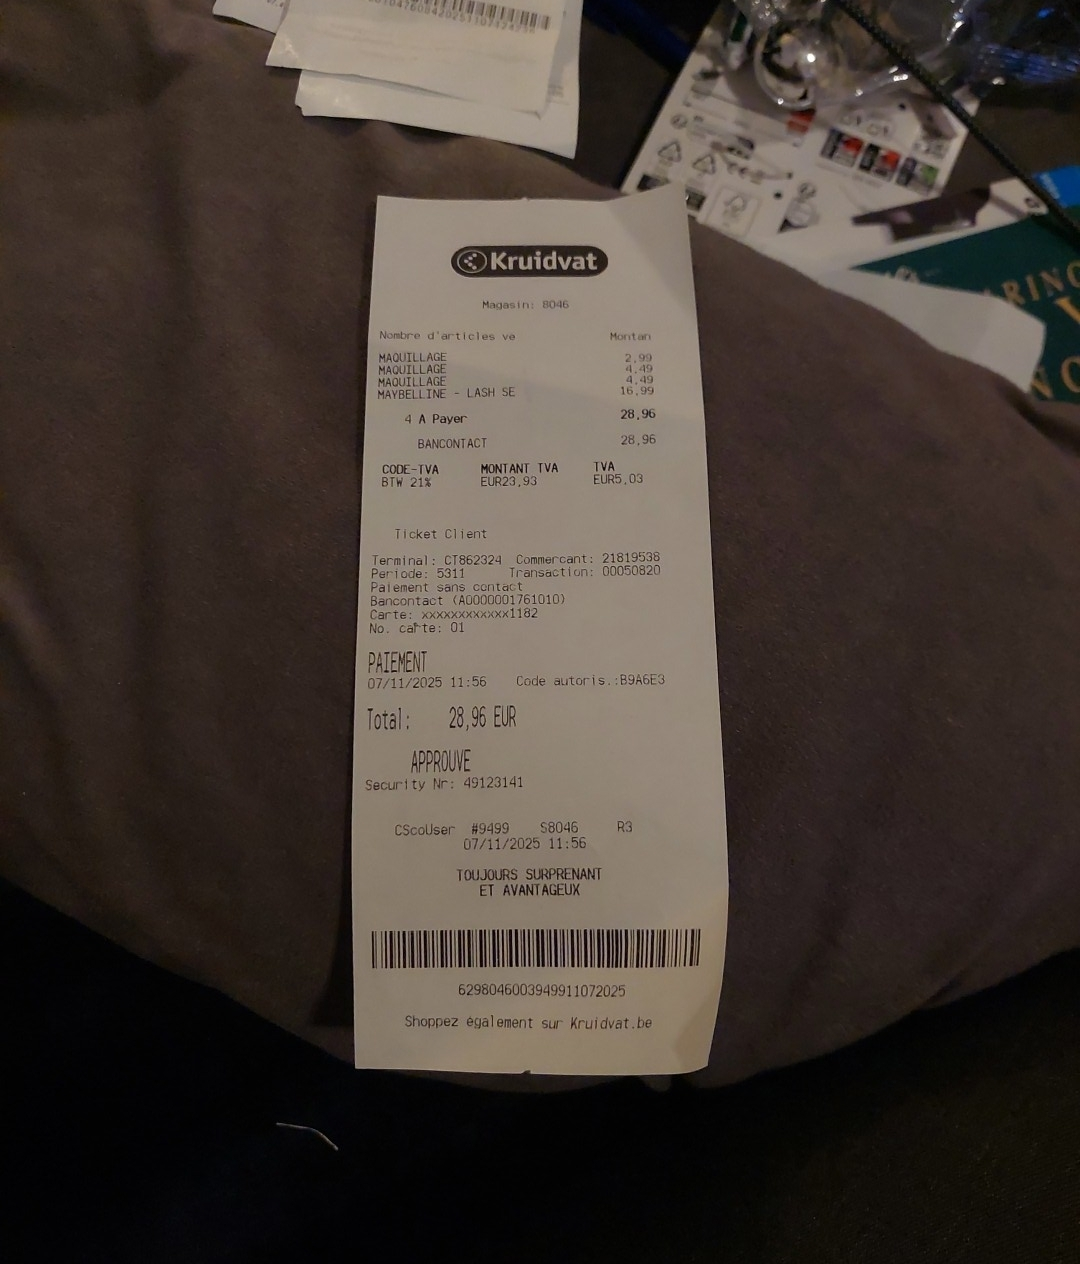 Kruidvat
Magasin: 8046
Nombre d'articles ve Montan
MAQUILLAGE 2,99
MAQUILLAGE 4,49
MAQUILLAGE 4,49
MAYBELLINE - LASH SE 16,99
4 A Payer 28,96
BANCONTACT 28,96
CODE-TVA MONTANT TVA TVA
BTW 21% EUR23,93 EUR5,03
Ticket Client
Terminal: CT862324 Commercant: 21819538
Periode: 5311 Transaction: 00050820
Paiement sans contact
Bancontact (A0000001761010)
Carte: xxxxxxxxxxxx1182
No. carte: 01
PAIEMENT
07/11/2025 11:56 Code autoris.:B9A6E3
Total: 28,96 EUR
APPROUVE
Security Nr: 49123141
CScoUser #9499 S8046 R3
07/11/2025 11:56
TOUJOURS SURPRENANT
ET AVANTAGEUX
6298046003949911072025
Shoppez également sur Kruidvat.be